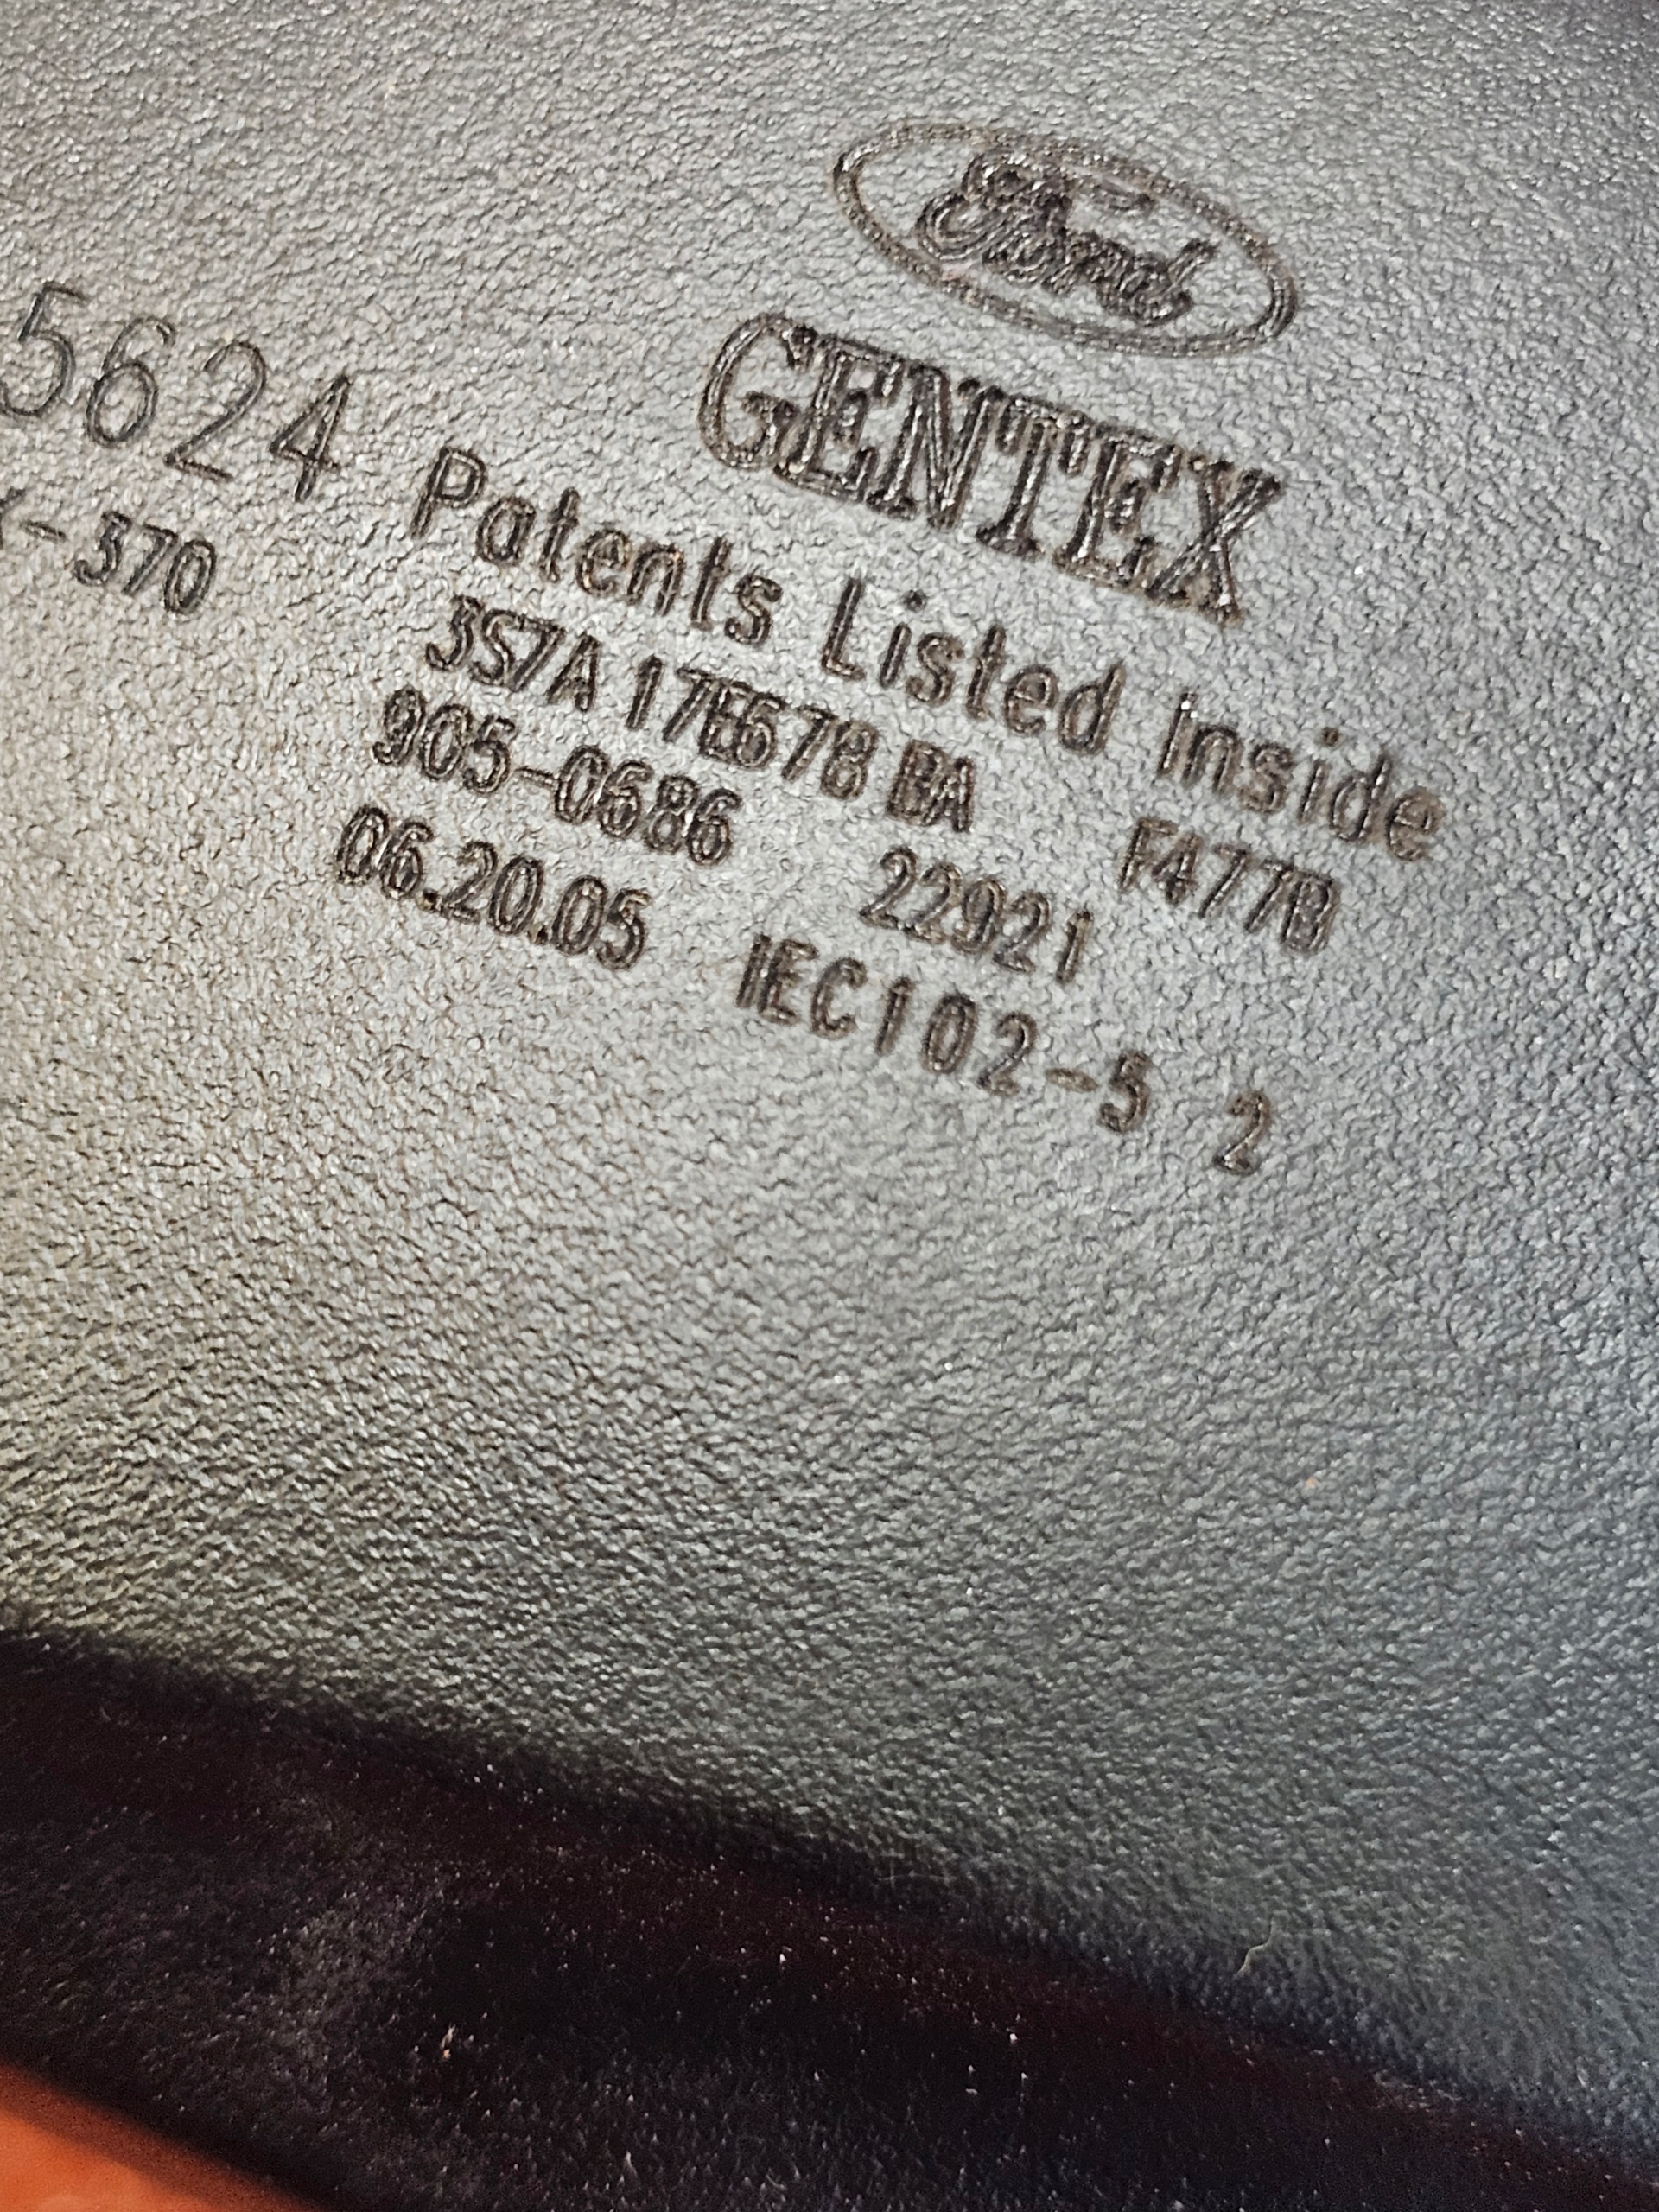 Ford
GENTEX
5624
Patents Listed Inside
-370
3S7A 17E678 BA F477B
905-0686 22921
06.20.05 IEC102-5 2